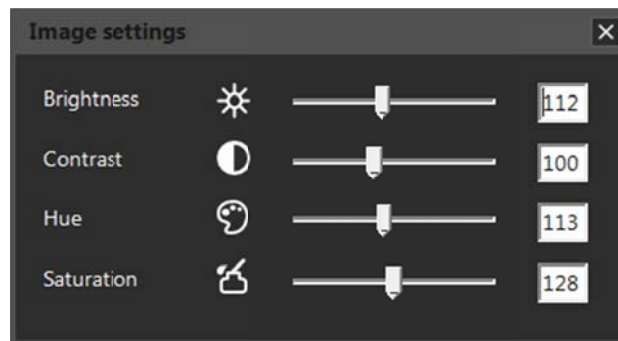 Image settings
Brightness 112
Contrast 100
Hue 113
Saturation 128